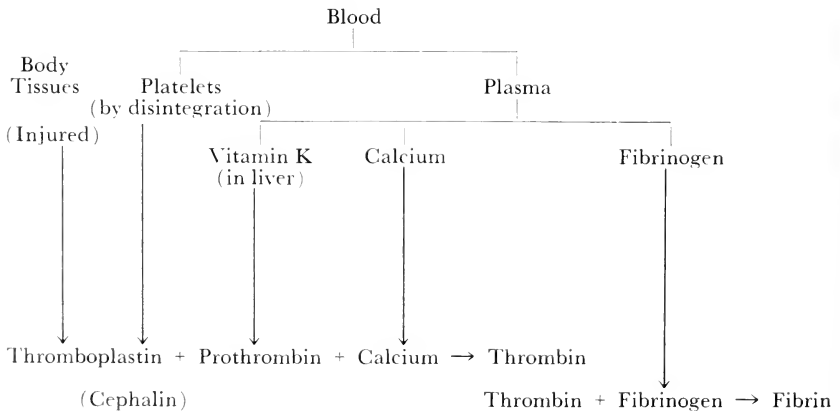 Blood
Body
Tissues
(Injured)
Platelets
(by disintegration)
Plasma
Vitamin K
(in liver)
Calcium
Fibrinogen
Thromboplastin + Prothrombin + Calcium → Thrombin
(Cephalin)
Thrombin + Fibrinogen → Fibrin